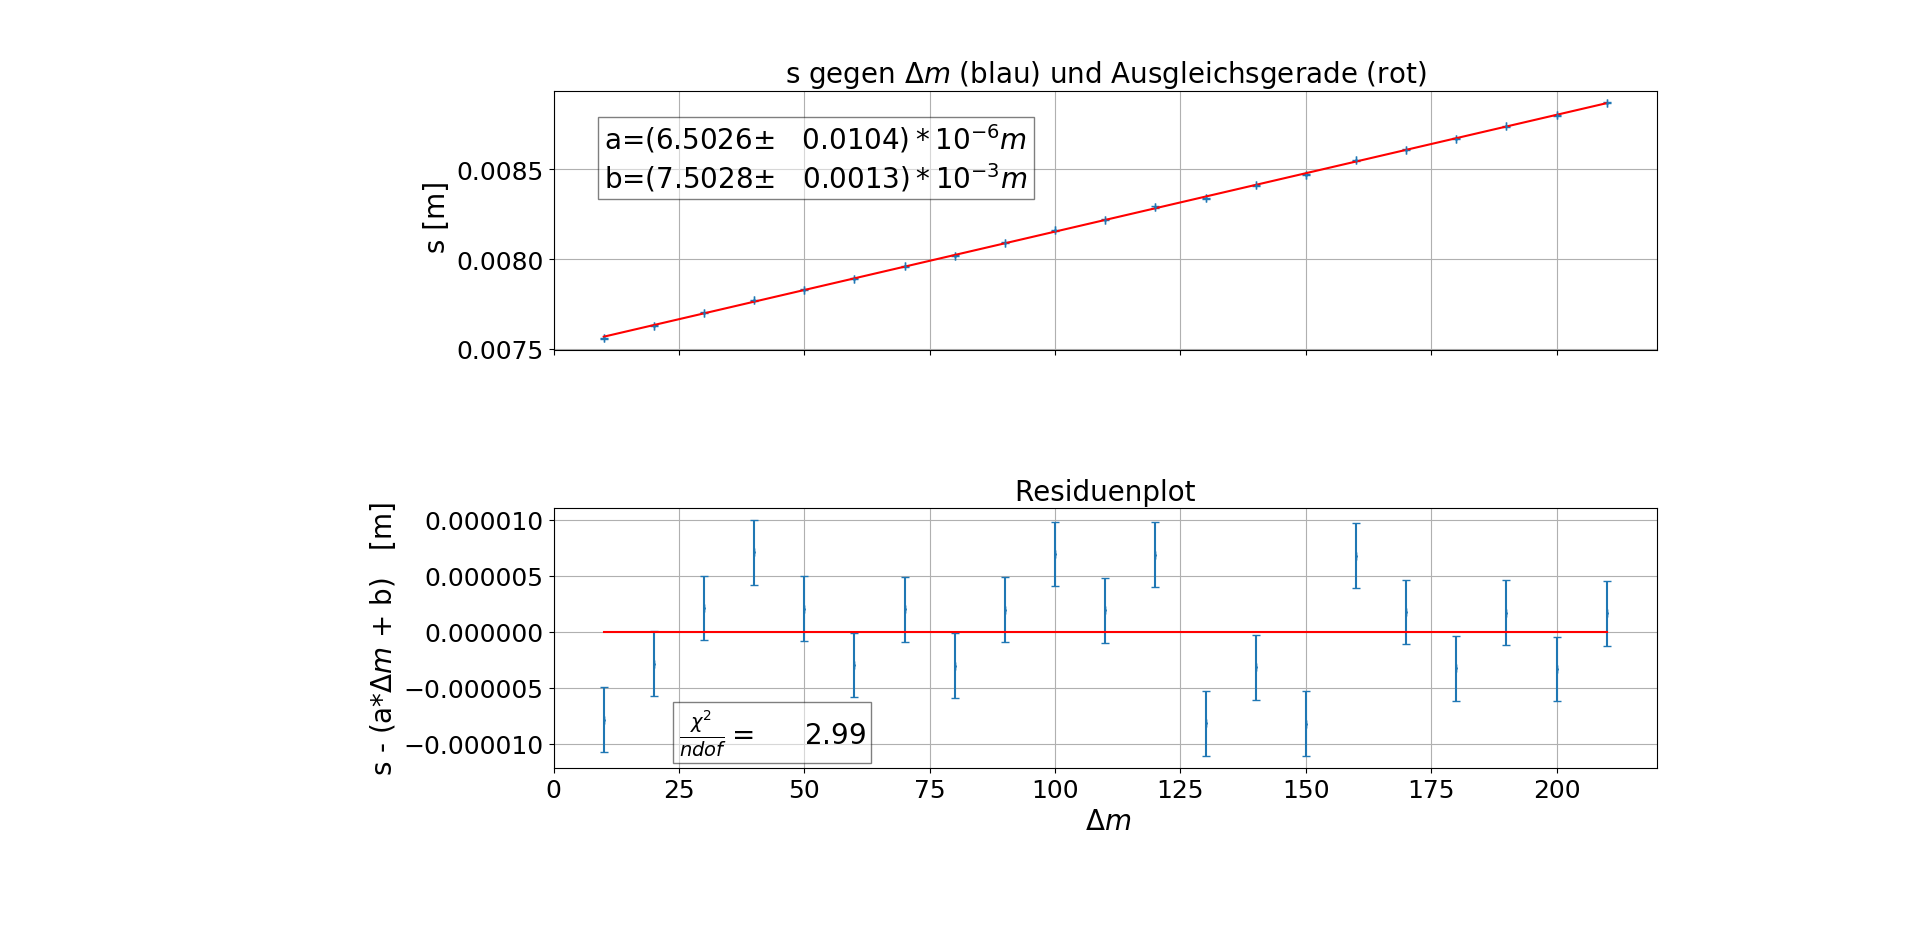 s gegen Δm (blau) und Ausgleichsgerade (rot)
a=(6.5026± 0.0104) * 10⁻⁶m
b=(7.5028± 0.0013) * 10⁻³m
0.0085
0.0080
0.0075
s [m]
Residuenplot
0.000010
0.000005
0.000000
−0.000005
−0.000010
s - (a*Δm + b) [m]
χ²/ndof = 2.99
0 25 50 75 100 125 150 175 200
Δm